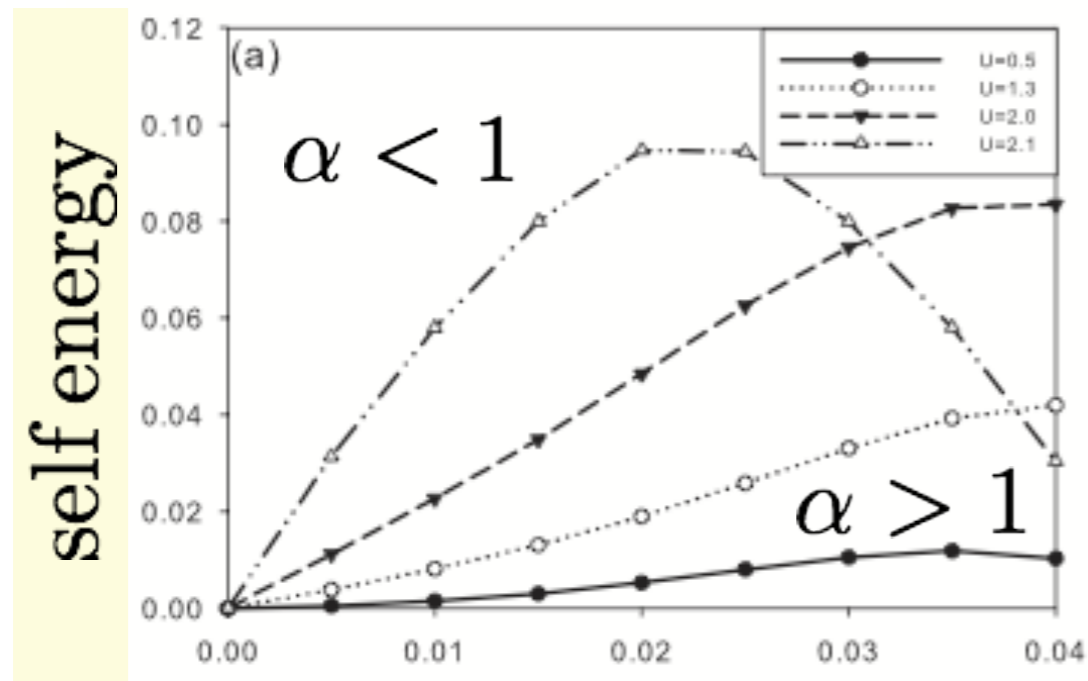 self energy
(a)
0.12
0.10
0.08
0.06
0.04
0.02
0.00
0.00 0.01 0.02 0.03 0.04
U=0.5
U=1.3
U=2.0
U=2.1
α < 1
α > 1